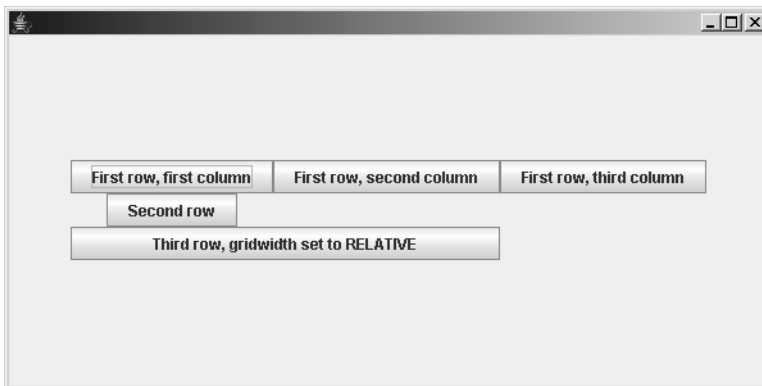 First row, first column
First row, second column
First row, third column
Second row
Third row, gridwidth set to RELATIVE